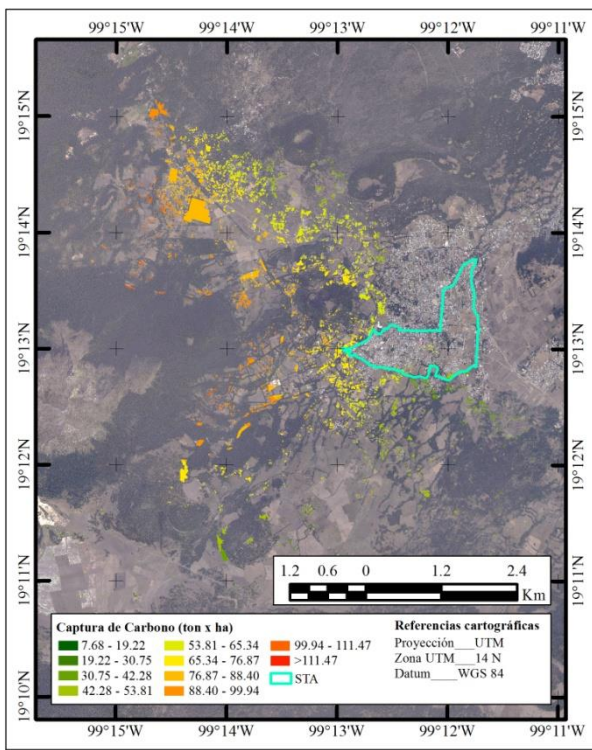 99°15'W 99°14'W 99°13'W 99°12'W 99°11'W
19°15'N 19°15'N
19°14'N 19°14'N
19°13'N 19°13'N
19°12'N 19°12'N
19°11'N 19°11'N
1.2 0.6 0 1.2 2.4
Km
Captura de Carbono (ton x ha)
7.68 - 19.22
19.22 - 30.75
30.75 - 42.28
42.28 - 53.81
53.81 - 65.34
65.34 - 76.87
76.87 - 88.40
88.40 - 99.94
99.94 - 111.47
>111.47
STA
Referencias cartográficas
Proyección___UTM
Zona UTM___14 N
Datum____WGS 84
19°10'N 19°10'N
99°15'W 99°14'W 99°13'W 99°12'W 99°11'W